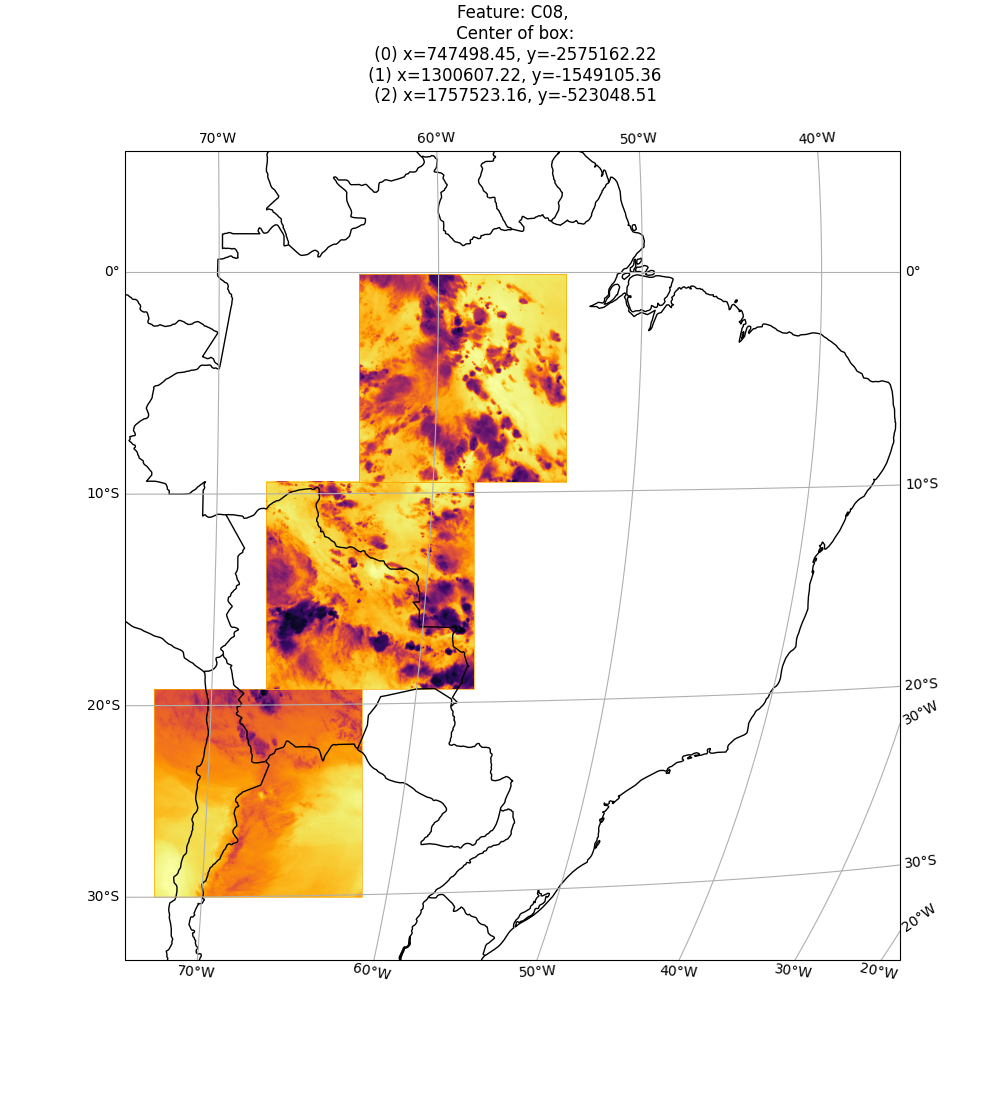 Feature: C08,
Center of box:
(0) x=747498.45, y=-2575162.22
(1) x=1300607.22, y=-1549105.36
(2) x=1757523.16, y=-523048.51
70°W 60°W 50°W 40°W
0° 0°
10°S 10°S
20°S 20°S
30°W
30°S 30°S
20°W
70°W 60°W 50°W 40°W 30°W 20°W